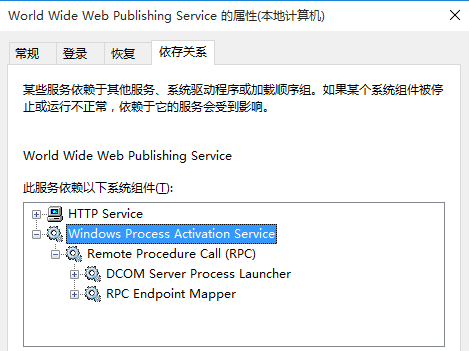 World Wide Web Publishing Service 的属性(本地计算机)
常规 登录 恢复 依存关系
某些服务依赖于其他服务、系统驱动程序或加载顺序组。如果某个系统组件被停
止或运行不正常，依赖于它的服务会受到影响。
World Wide Web Publishing Service
此服务依赖以下系统组件(I):
HTTP Service
Windows Process Activation Service
Remote Procedure Call (RPC)
DCOM Server Process Launcher
RPC Endpoint Mapper